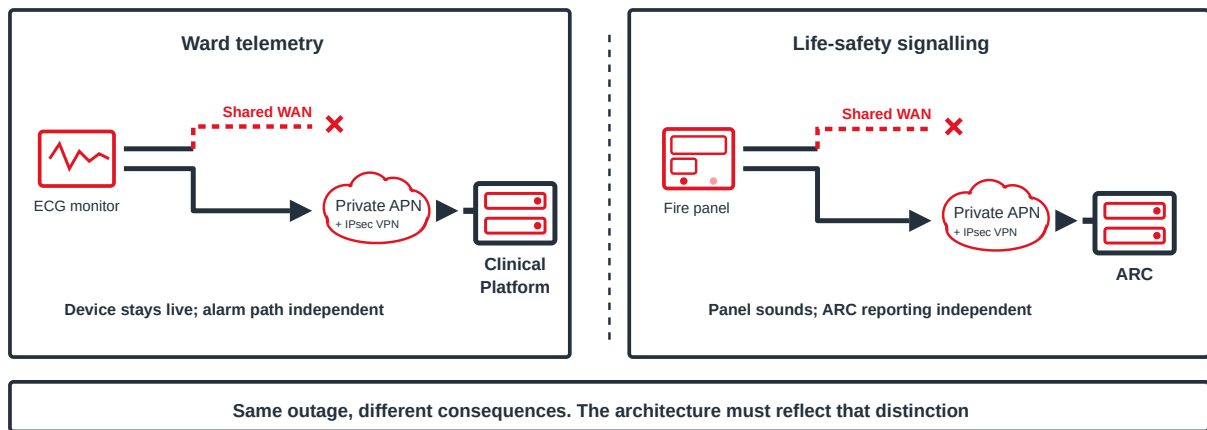 Ward telemetry
Shared WAN
ECG monitor
Private APN
+ IPsec VPN
Clinical
Platform
Device stays live; alarm path independent
Life-safety signalling
Shared WAN
Fire panel
Private APN
+ IPsec VPN
ARC
Panel sounds; ARC reporting independent
Same outage, different consequences. The architecture must reflect that distinction